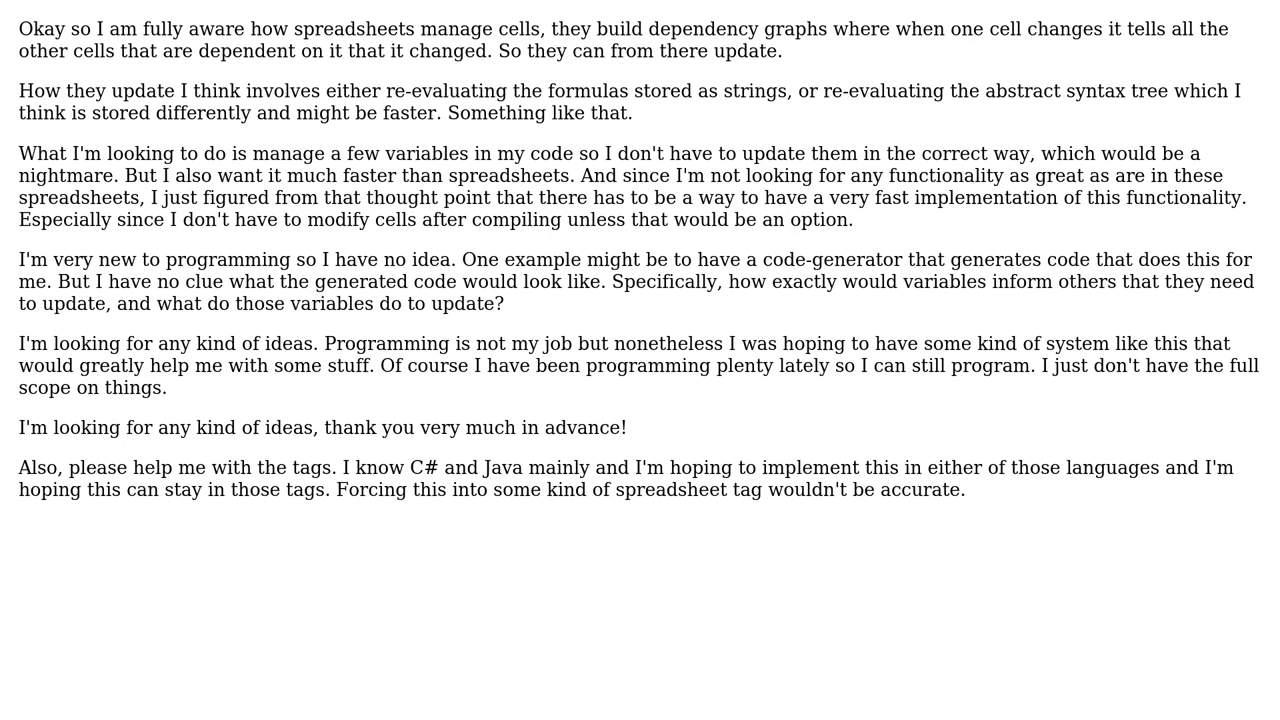 Okay so I am fully aware how spreadsheets manage cells, they build dependency graphs where when one cell changes it tells all the
other cells that are dependent on it that it changed. So they can from there update.
How they update I think involves either re-evaluating the formulas stored as strings, or re-evaluating the abstract syntax tree which I
think is stored differently and might be faster. Something like that.
What I'm looking to do is manage a few variables in my code so I don't have to update them in the correct way, which would be a
nightmare. But I also want it much faster than spreadsheets. And since I'm not looking for any functionality as great as are in these
spreadsheets, I just figured from that thought point that there has to be a way to have a very fast implementation of this functionality.
Especially since I don't have to modify cells after compiling unless that would be an option.
I'm very new to programming so I have no idea. One example might be to have a code-generator that generates code that does this for
me. But I have no clue what the generated code would look like. Specifically, how exactly would variables inform others that they need
to update, and what do those variables do to update?
I'm looking for any kind of ideas. Programming is not my job but nonetheless I was hoping to have some kind of system like this that
would greatly help me with some stuff. Of course I have been programming plenty lately so I can still program. I just don't have the full
scope on things.
I'm looking for any kind of ideas, thank you very much in advance!
Also, please help me with the tags. I know C# and Java mainly and I'm hoping to implement this in either of those languages and I'm
hoping this can stay in those tags. Forcing this into some kind of spreadsheet tag wouldn't be accurate.